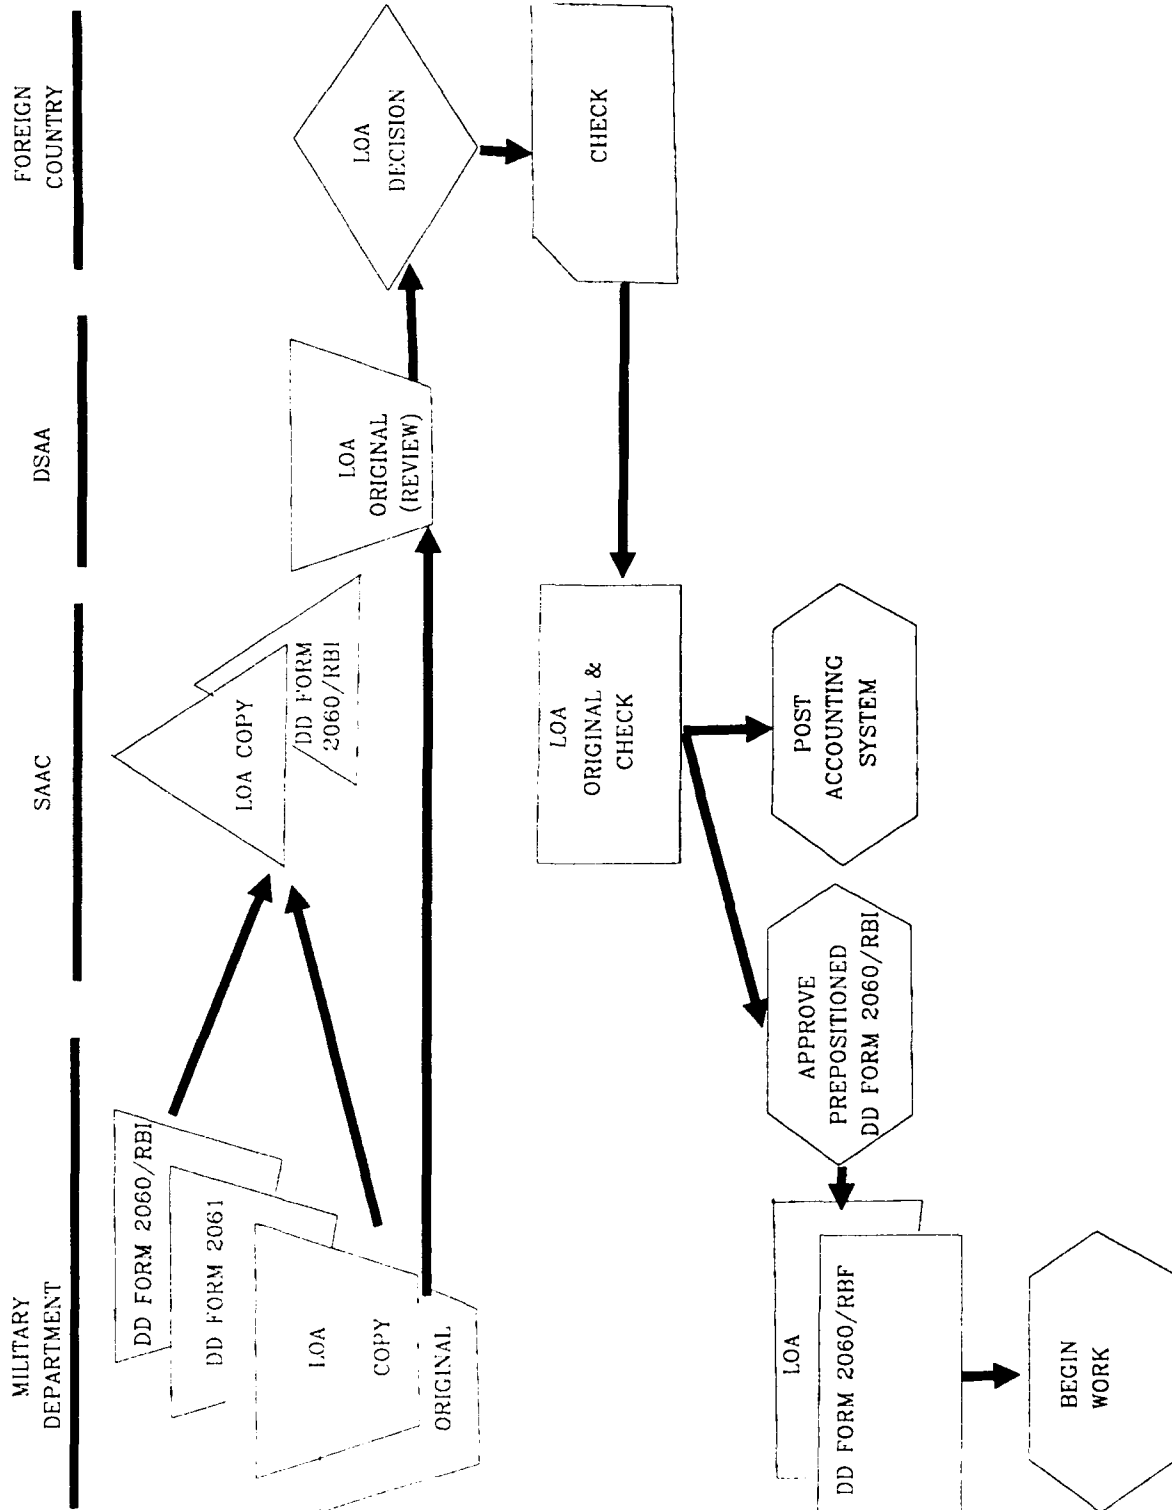 MILITARY
DEPARTMENT
SAAC
DSAA
FOREIGN
COUNTRY
DD FORM 2060/RBI
DD FORM 2061
LOA
COPY
ORIGINAL
LOA COPY
DD FORM
2060/RBI
LOA
ORIGINAL
(REVIEW)
LOA
DECISION
CHECK
LOA
ORIGINAL &
CHECK
POST
ACCOUNTING
SYSTEM
APPROVE
PREPOSITIONED
DD FORM 2060/RBI
LOA
DD FORM 2060/RBF
BEGIN
WORK